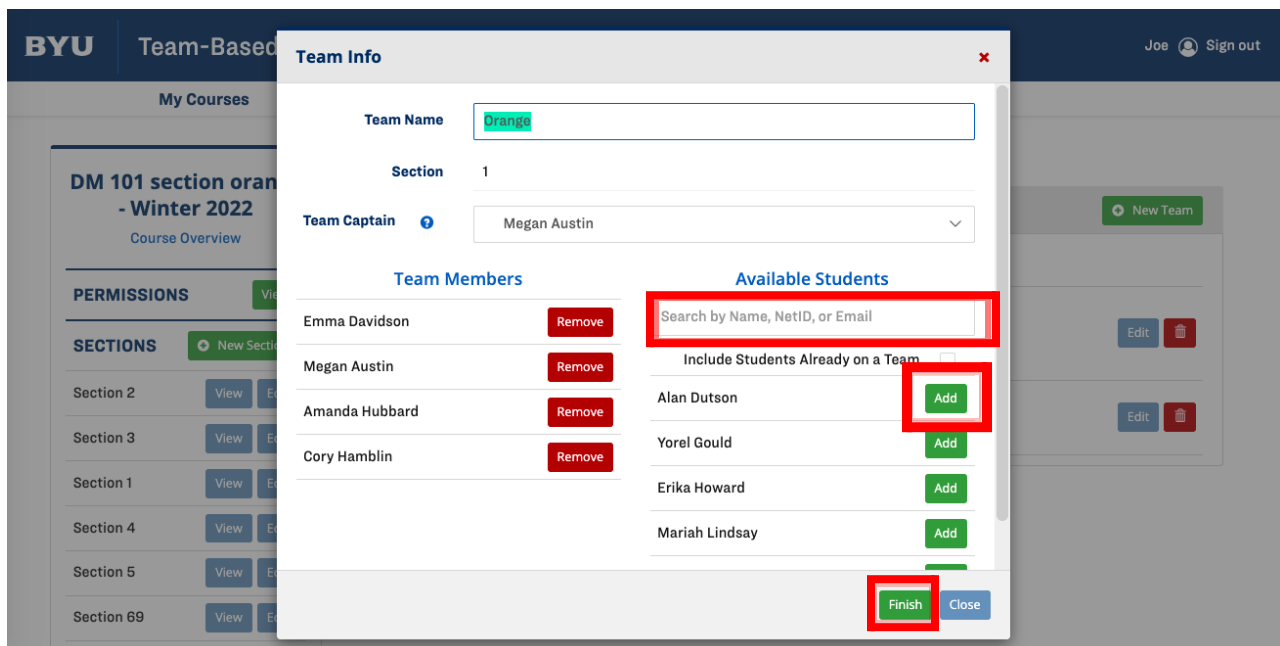 BYU
Team-Based
Joe
Sign out
My Courses
DM 101 section oran
- Winter 2022
Course Overview
PERMISSIONS
SECTIONS
New
Section 2 View
Section 3 View
Section 1 View
Section 4 View
Section 5 View
Section 69 View
Team Info
Team Name Orange
Section 1
Team Captain ? Megan Austin
Team Members
Emma Davidson Remove
Megan Austin Remove
Amanda Hubbard Remove
Cory Hamblin Remove
Available Students
Search by Name, NetID, or Email
Include Students Already on a Team
Alan Dutson Add
Yorel Gould Add
Erika Howard Add
Mariah Lindsay Add
Finish Close
New Team
Edit
Edit